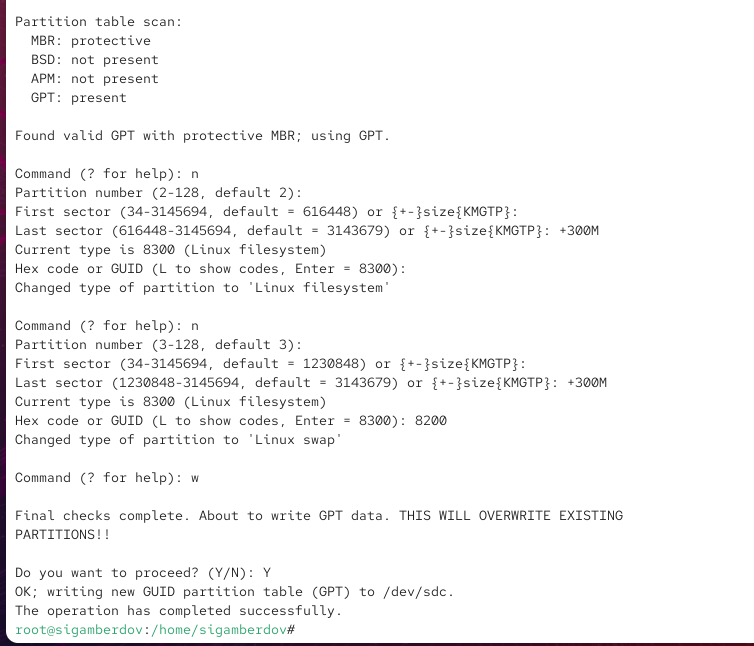 Partition table scan:
  MBR: protective
  BSD: not present
  APM: not present
  GPT: present

Found valid GPT with protective MBR; using GPT.

Command (? for help): n
Partition number (2-128, default 2):
First sector (34-3145694, default = 616448) or {+-}size{KMGTP}:
Last sector (616448-3145694, default = 3143679) or {+-}size{KMGTP}: +300M
Current type is 8300 (Linux filesystem)
Hex code or GUID (L to show codes, Enter = 8300):
Changed type of partition to 'Linux filesystem'

Command (? for help): n
Partition number (3-128, default 3):
First sector (34-3145694, default = 1230848) or {+-}size{KMGTP}:
Last sector (1230848-3145694, default = 3143679) or {+-}size{KMGTP}: +300M
Current type is 8300 (Linux filesystem)
Hex code or GUID (L to show codes, Enter = 8300): 8200
Changed type of partition to 'Linux swap'

Command (? for help): w

Final checks complete. About to write GPT data. THIS WILL OVERWRITE EXISTING
PARTITIONS!!

Do you want to proceed? (Y/N): Y
OK; writing new GUID partition table (GPT) to /dev/sdc.
The operation has completed successfully.
root@sigamberdov:/home/sigamberdov#